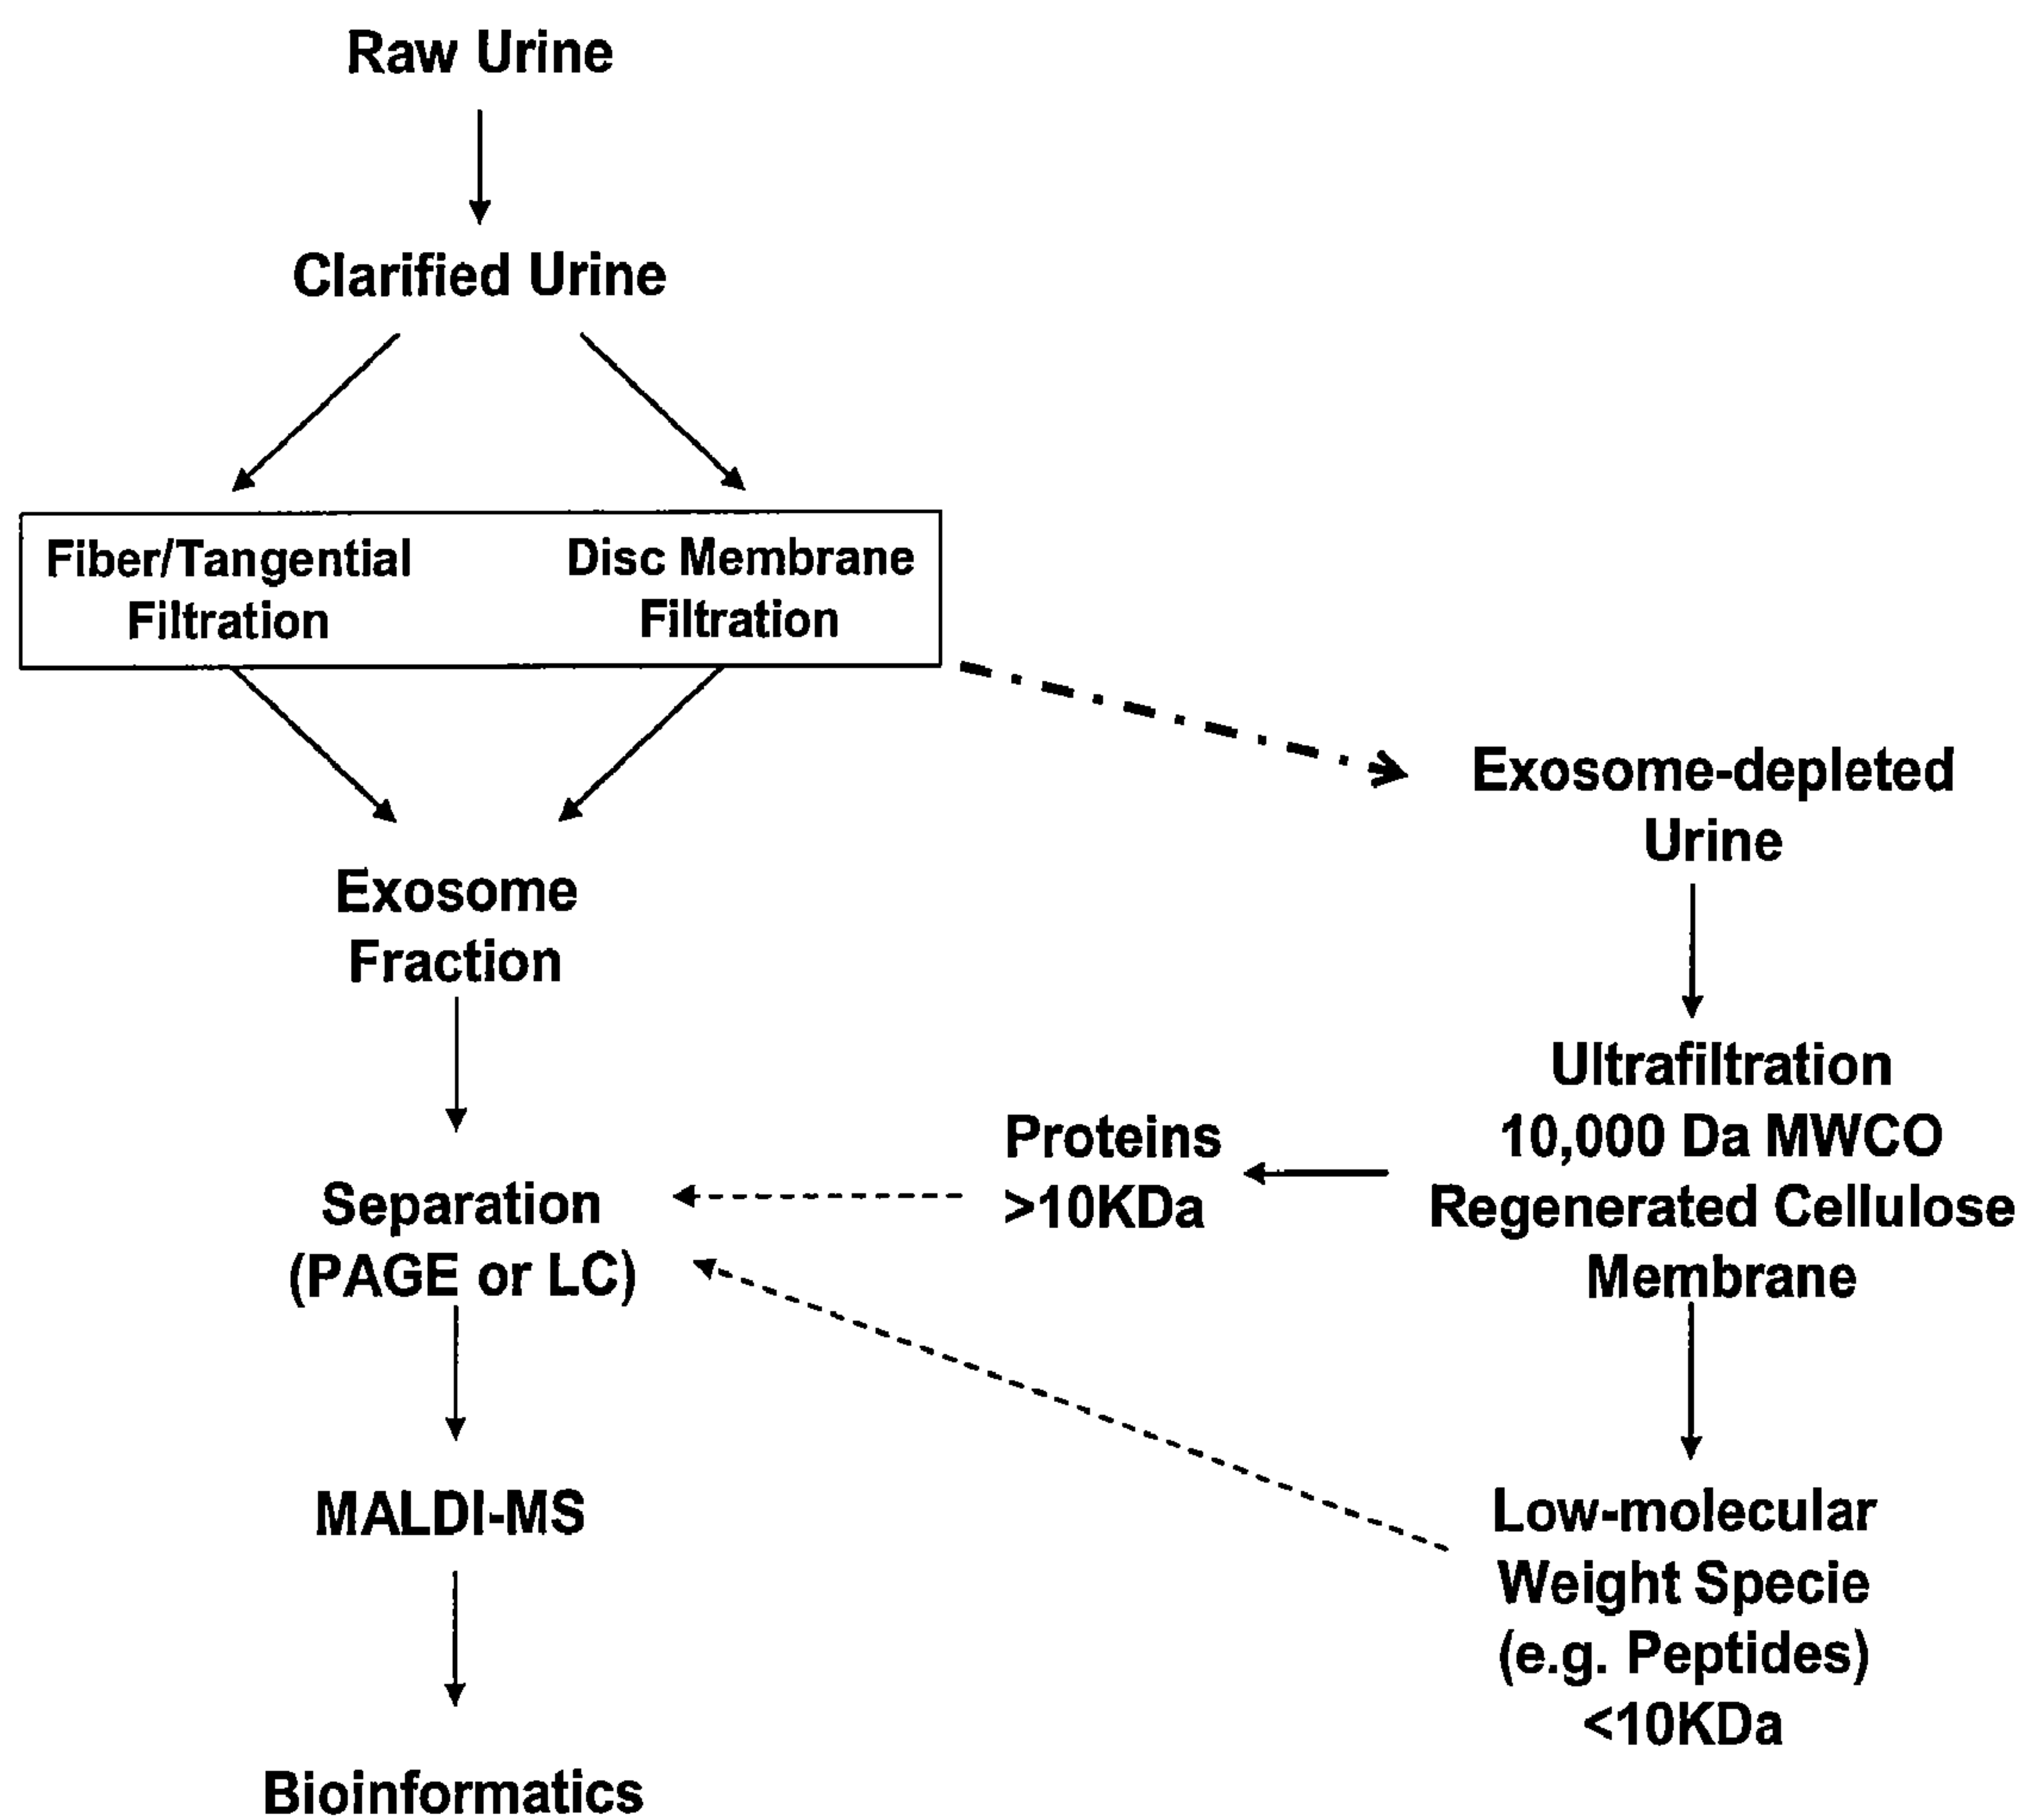 Raw Urine
Clarified Urine
Fiber/Tangential
Filtration
Disc Membrane
Filtration
Exosome-depleted
Urine
Exosome
Fraction
Ultrafiltration
10,000 Da MWCO
Regenerated Cellulose
Membrane
Proteins
>10KDa
Separation
(PAGE or LC)
Low-molecular
Weight Specie
(e.g. Peptides)
<10KDa
MALDI-MS
Bioinformatics